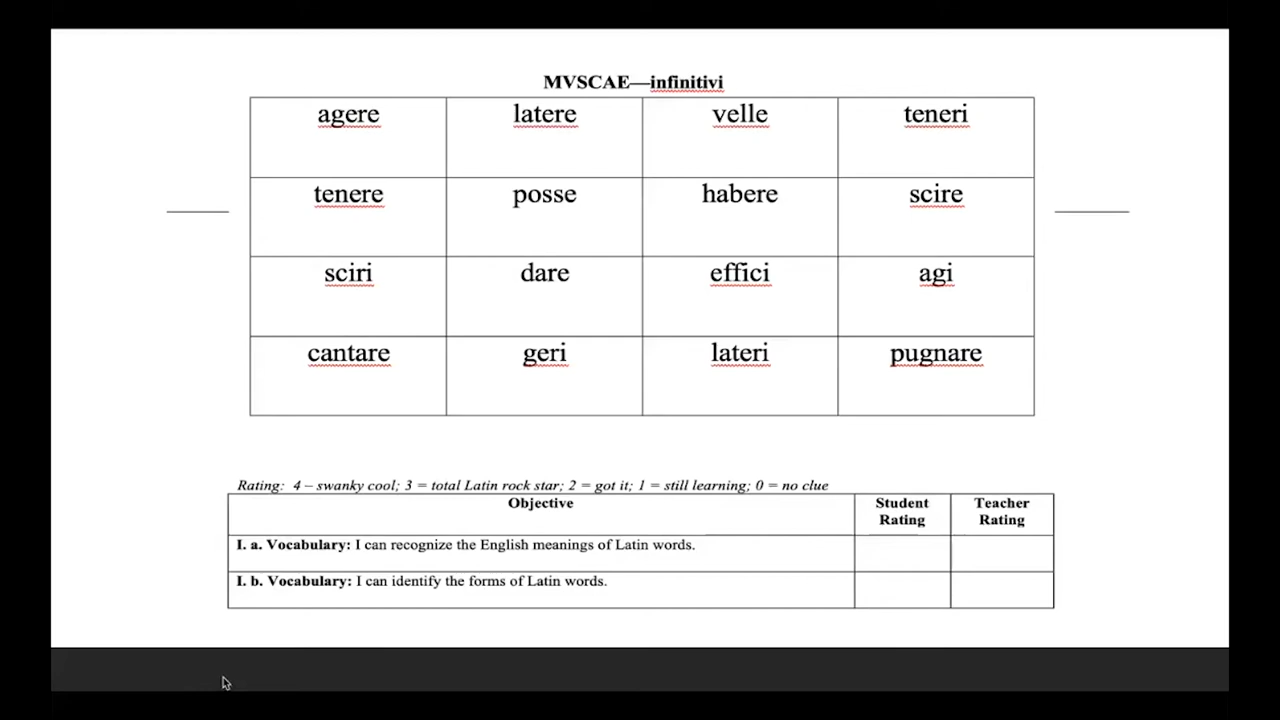 MVSCAE—infinitivi
agere latere velle teneri
tenere posse habere scire
sciri dare effici agi
cantare geri lateri pugnare
Rating: 4 – swanky cool; 3 = total Latin rock star; 2 = got it; 1 = still learning; 0 = no clue
Objective Student Rating Teacher Rating
I. a. Vocabulary: I can recognize the English meanings of Latin words.
I. b. Vocabulary: I can identify the forms of Latin words.